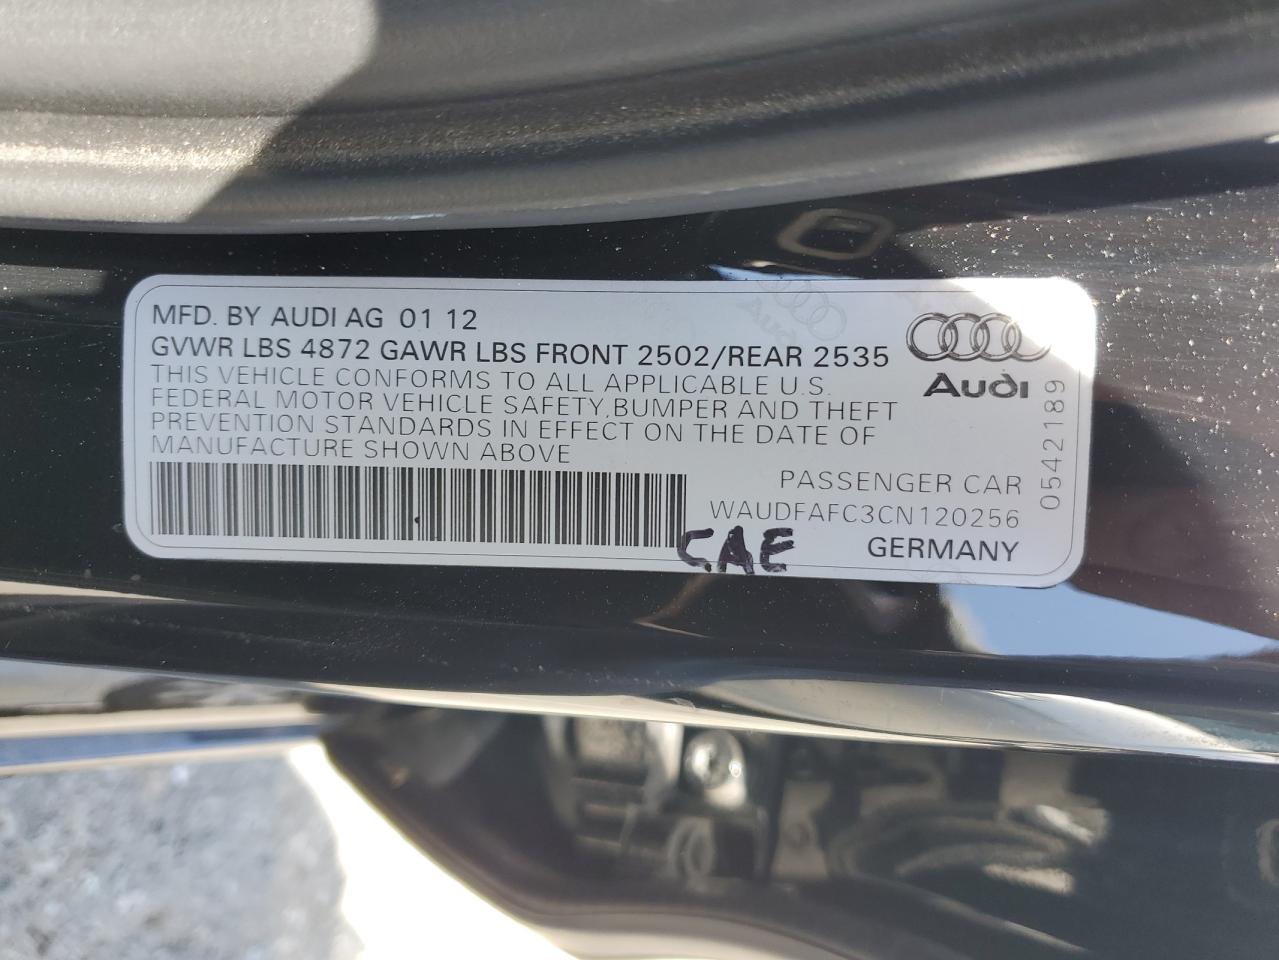 MFD. BY AUDI AG 01 12
GVWR LBS 4872 GAWR LBS FRONT 2502/REAR 2535
THIS VEHICLE CONFORMS TO ALL APPLICABLE U.S.
FEDERAL MOTOR VEHICLE SAFETY,BUMPER AND THEFT
PREVENTION STANDARDS IN EFFECT ON THE DATE OF
MANUFACTURE SHOWN ABOVE
Audi
0542189
PASSENGER CAR
WAUDFAFC3CN120256
CAE
GERMANY